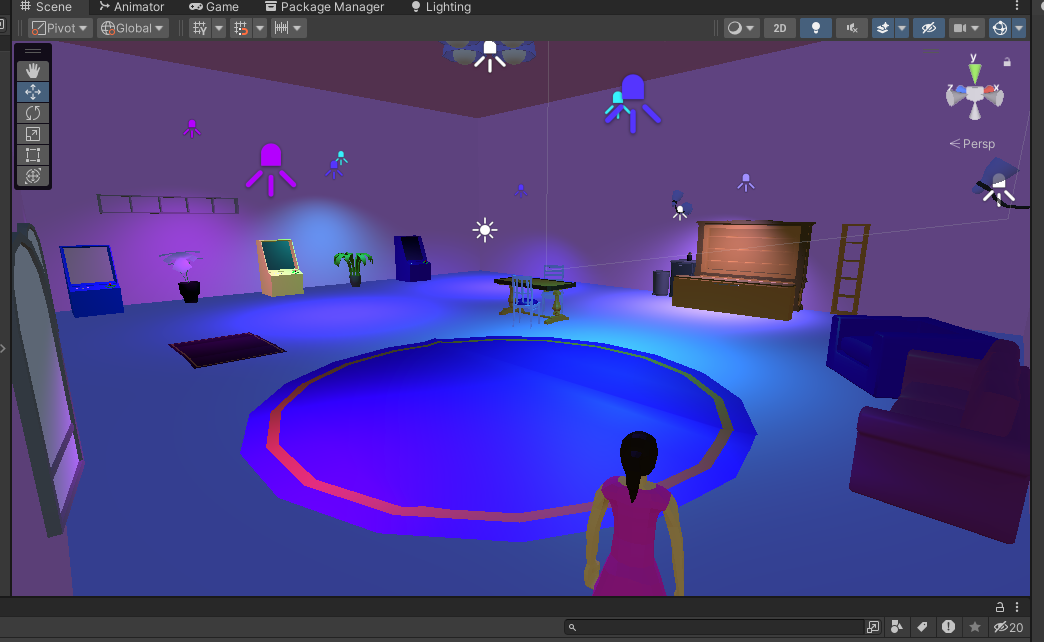 Scene Animator Game Package Manager Lighting
Pivot Global 2D
y
z x
Persp
20